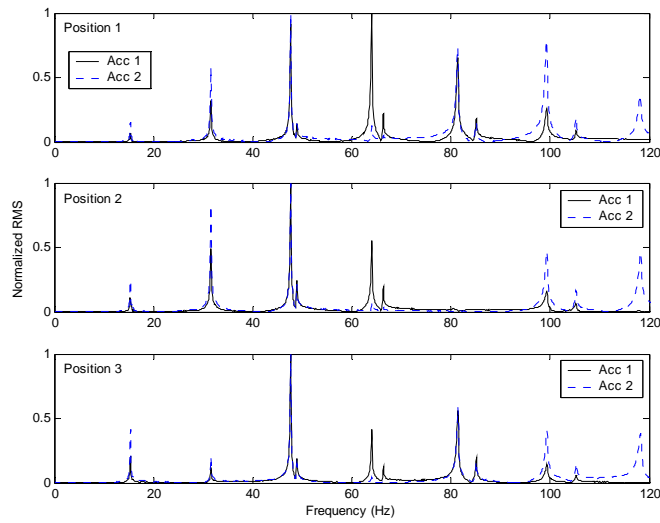 Position 1
Acc 1
Acc 2
1
0.5
0
0 20 40 60 80 100 120
Position 2
Acc 1
Acc 2
1
0.5
0
0 20 40 60 80 100 120
Normalized RMS
Position 3
Acc 1
Acc 2
1
0.5
0
0 20 40 60 80 100 120
Frequency (Hz)